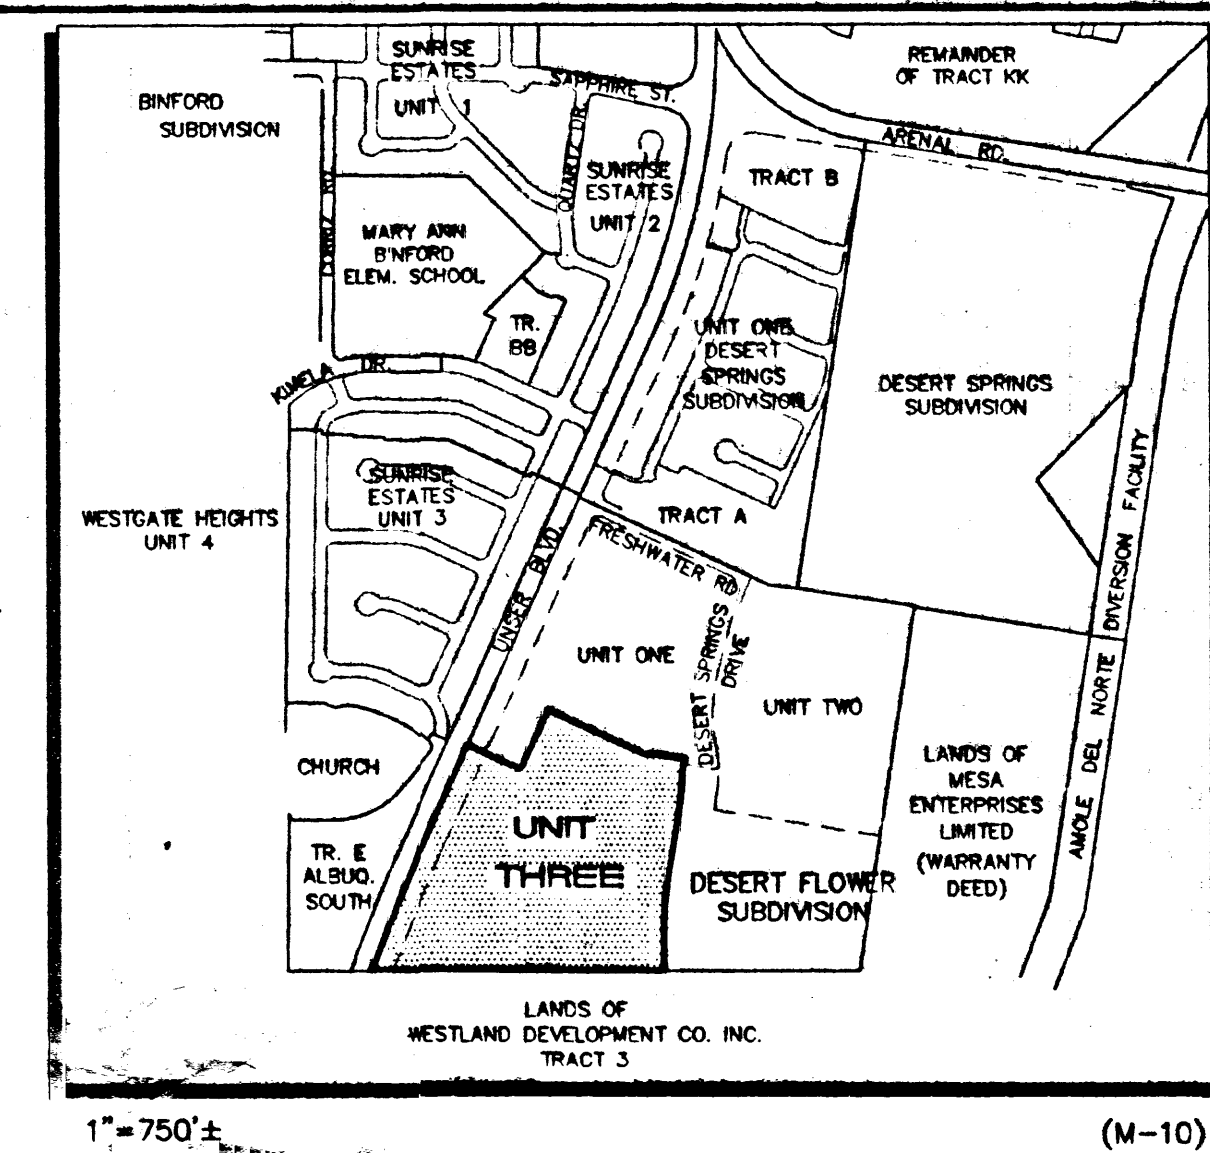 SUNRISE
ESTATES
UNIT 1
REMAINDER
OF TRACT KK
BINFORD
SUBDIVISION
SAPPHIRE ST.
QUARTZ DR.
ARENAL RD.
SUNRISE
ESTATES
UNIT 2
TRACT B
MARY ANN
BINFORD
ELEM. SCHOOL
TR.
BB
UNIT ONE
DESERT
SPRINGS
SUBDIVISION
DESERT SPRINGS
SUBDIVISION
KIMELA DR.
SUNRISE
ESTATES
UNIT 3
WESTGATE HEIGHTS
UNIT 4
TRACT A
FRESHWATER RD
UNSER BLVD.
UNIT ONE
DESERT SPRINGS
DRIVE
DESERT SPRINGS
UNIT TWO
AMOLE DEL NORTE DIVERSION FACILITY
CHURCH
LANDS OF
MESA
ENTERPRISES
LIMITED
(WARRANTY
DEED)
UNIT
THREE
TR. E
ALBUQ.
SOUTH
DESERT FLOWER
SUBDIVISION
LANDS OF
WESTLAND DEVELOPMENT CO. INC.
TRACT 3
1"=750'±
(M-10)